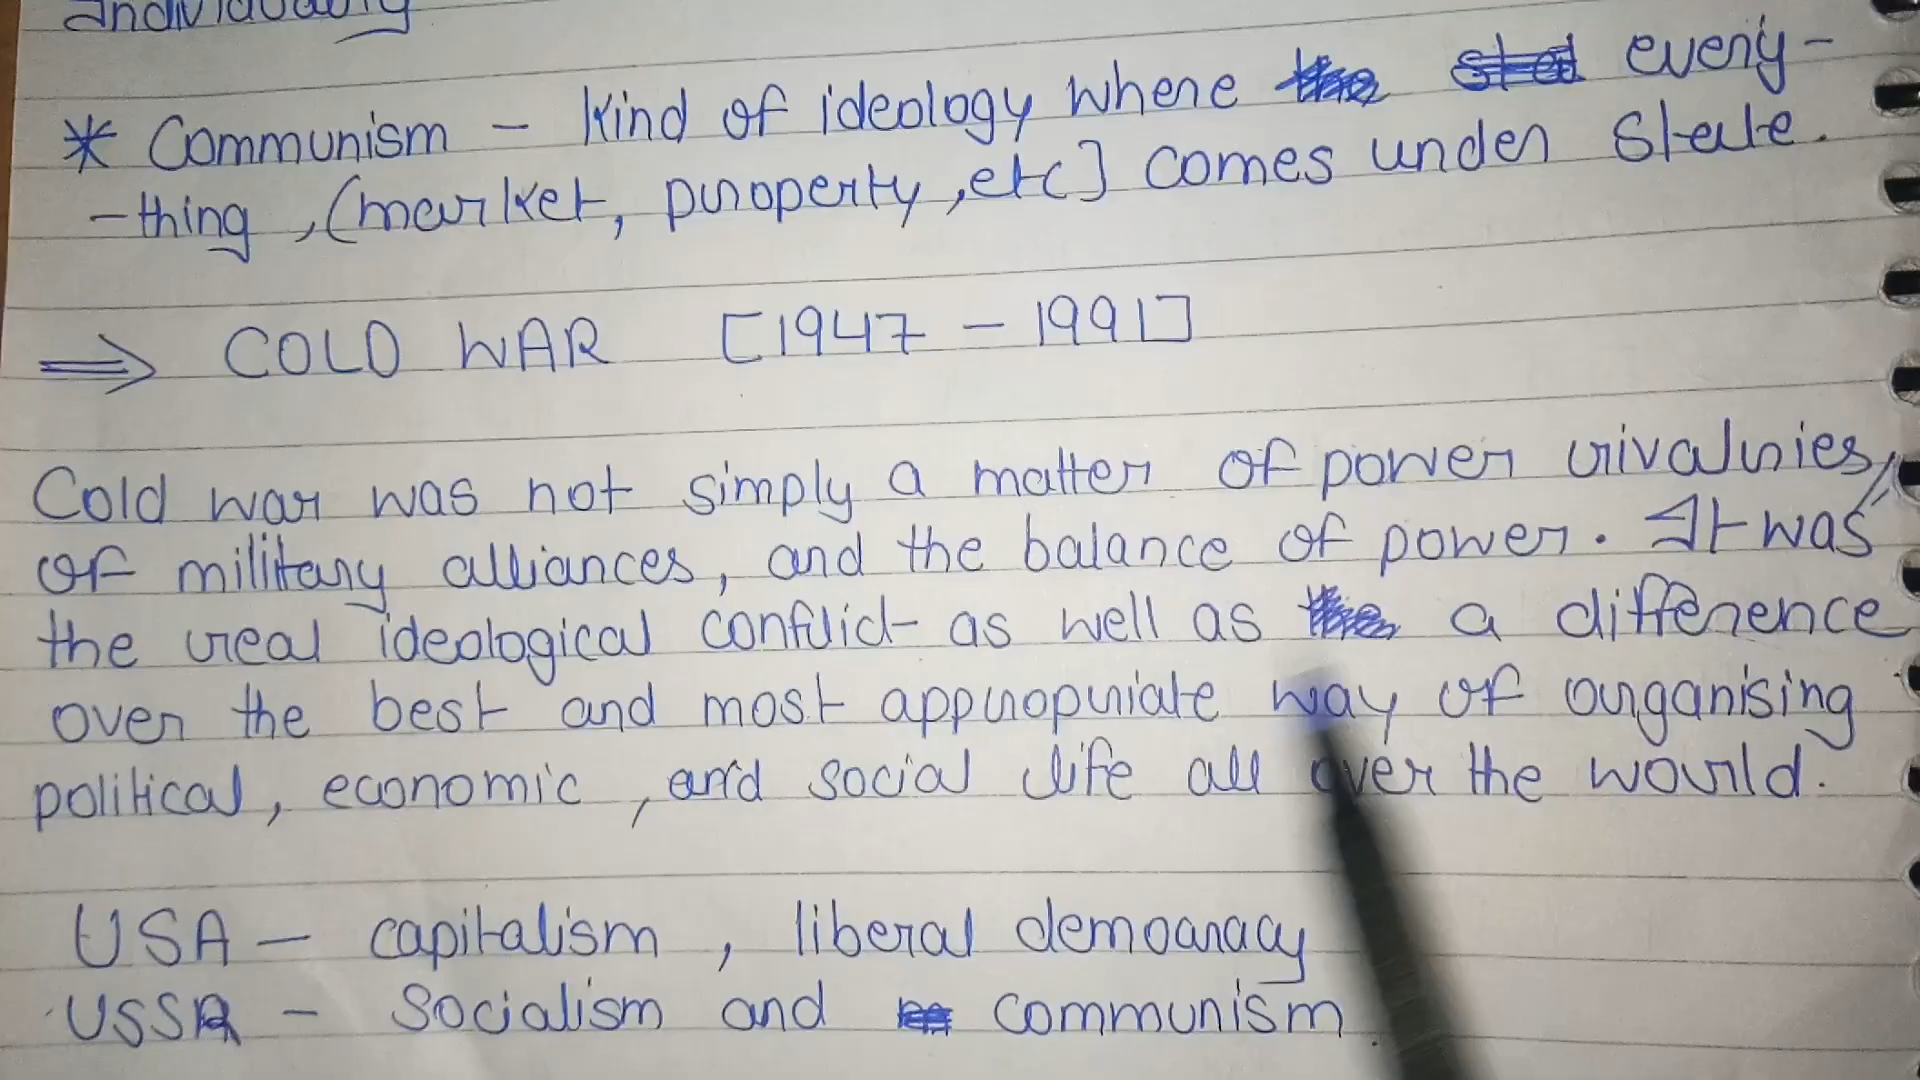 individually
* Communism - kind of ideology where every-
-thing, (market, property, etc] comes under state.
⇒ COLD WAR [1947 - 1991]
Cold war was not simply a matter of power rivalries,
of military alliances, and the balance of power. It was
the real ideological conflict as well as a difference
over the best and most appropriate way of organising
political, economic, and social life all over the world.
USA - capitalism, liberal democracy
USSR - Socialism and communism.